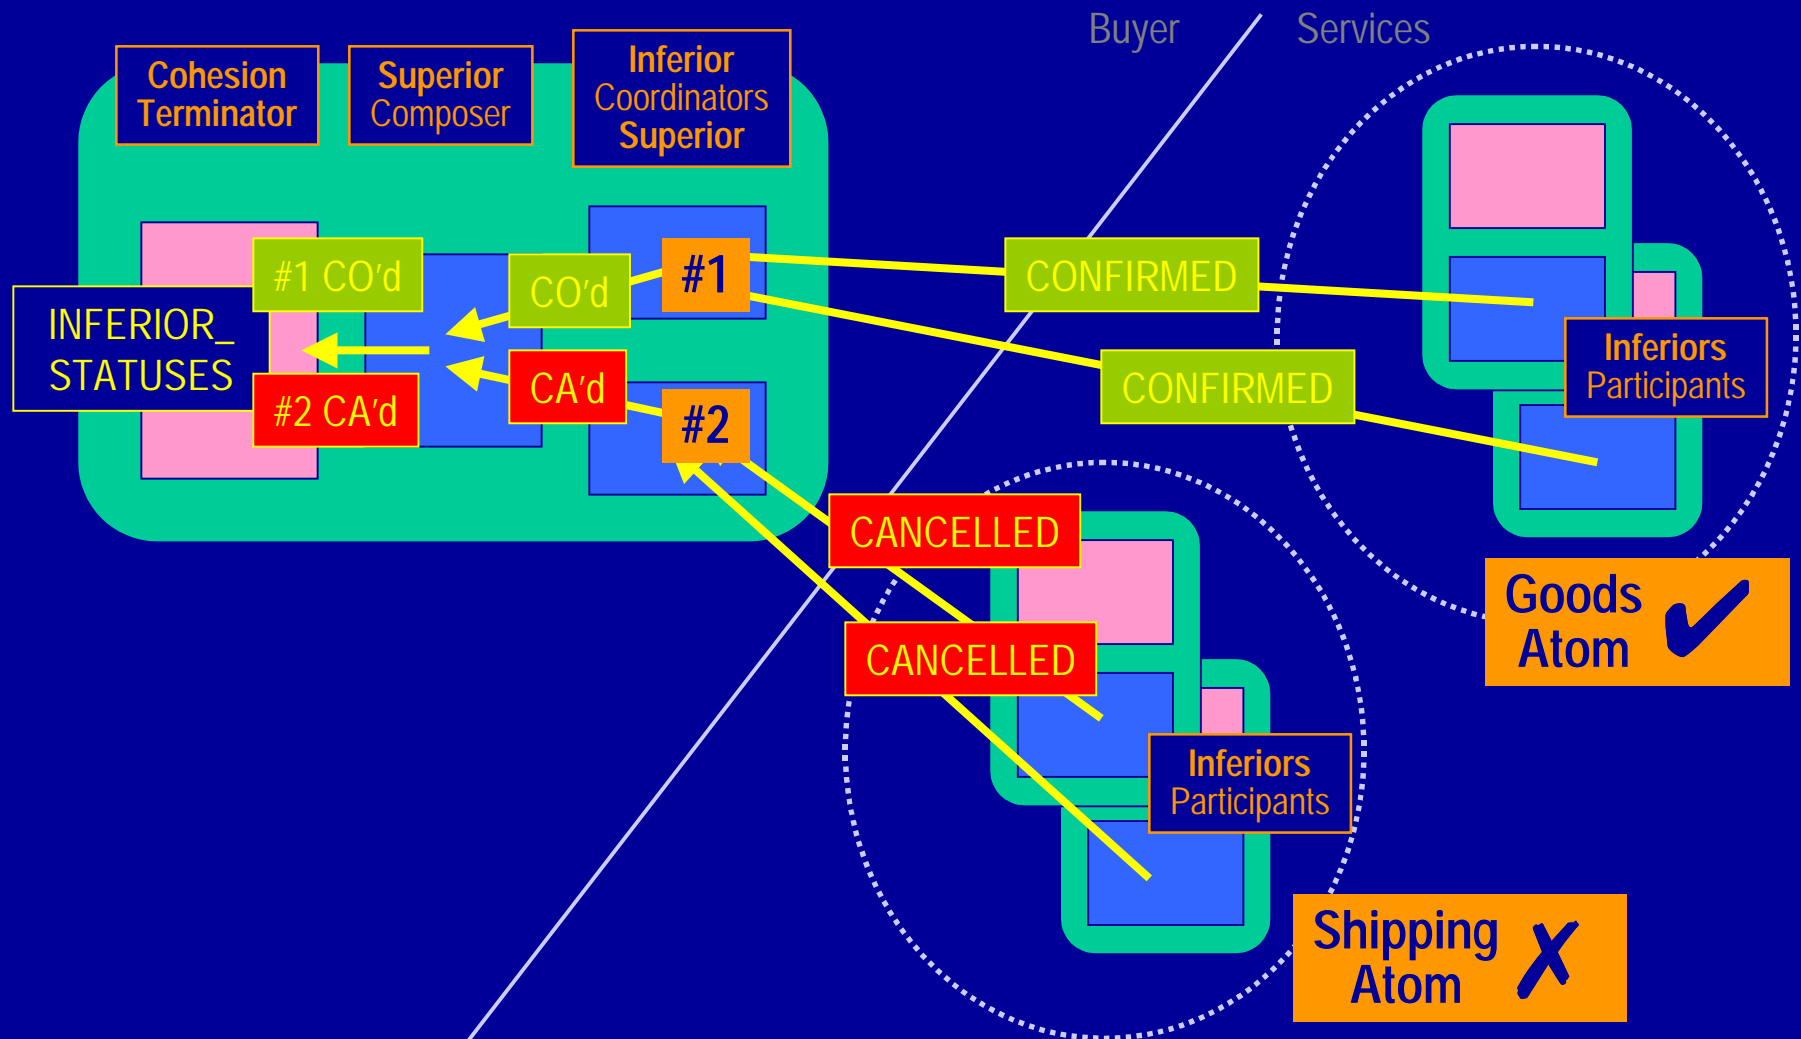 Buyer
Services
Cohesion
Terminator
Superior
Composer
Inferior
Coordinators
Superior
#1 CO'd
CO'd
#1
CONFIRMED
INFERIOR_
STATUSES
CONFIRMED
Inferiors
Participants
#2 CA'd
CA'd
#2
CANCELLED
CANCELLED
Goods
Atom ✔
Inferiors
Participants
Shipping
Atom ✗